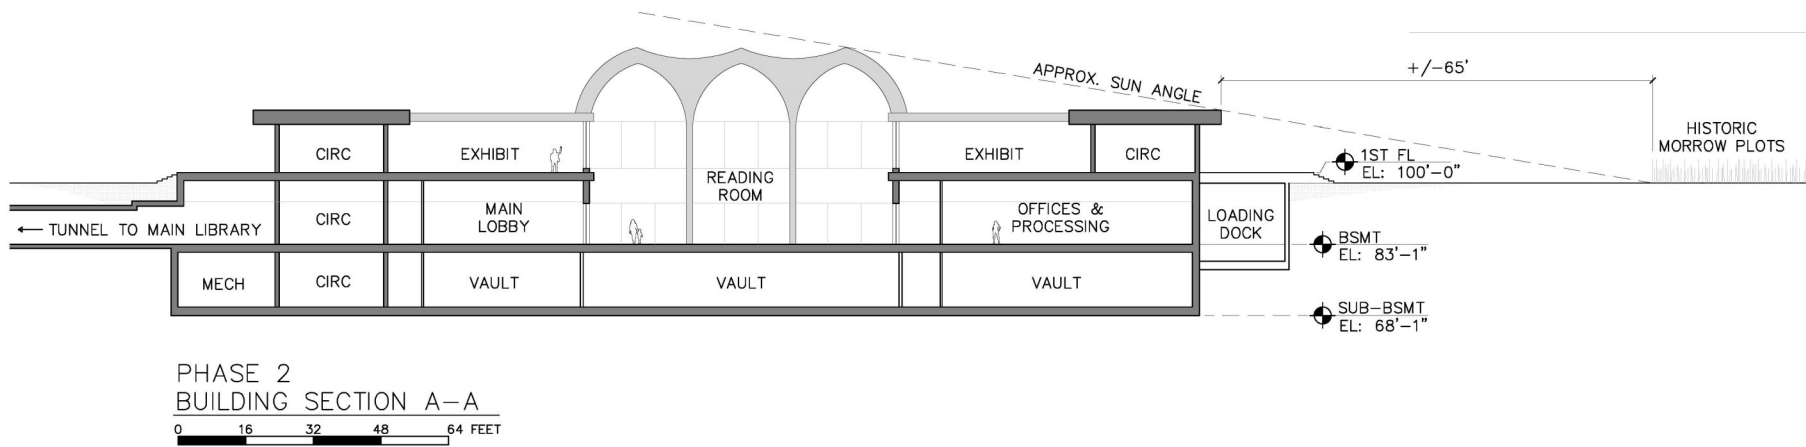 APPROX. SUN ANGLE
+/-65'
HISTORIC
MORROW PLOTS
CIRC
EXHIBIT
EXHIBIT
CIRC
1ST FL
EL: 100'-0"
READING
ROOM
TUNNEL TO MAIN LIBRARY
CIRC
MAIN
LOBBY
OFFICES &
PROCESSING
LOADING
DOCK
BSMT
EL: 83'-1"
MECH
CIRC
VAULT
VAULT
VAULT
SUB-BSMT
EL: 68'-1"
PHASE 2
BUILDING SECTION A-A
0 16 32 48 64 FEET